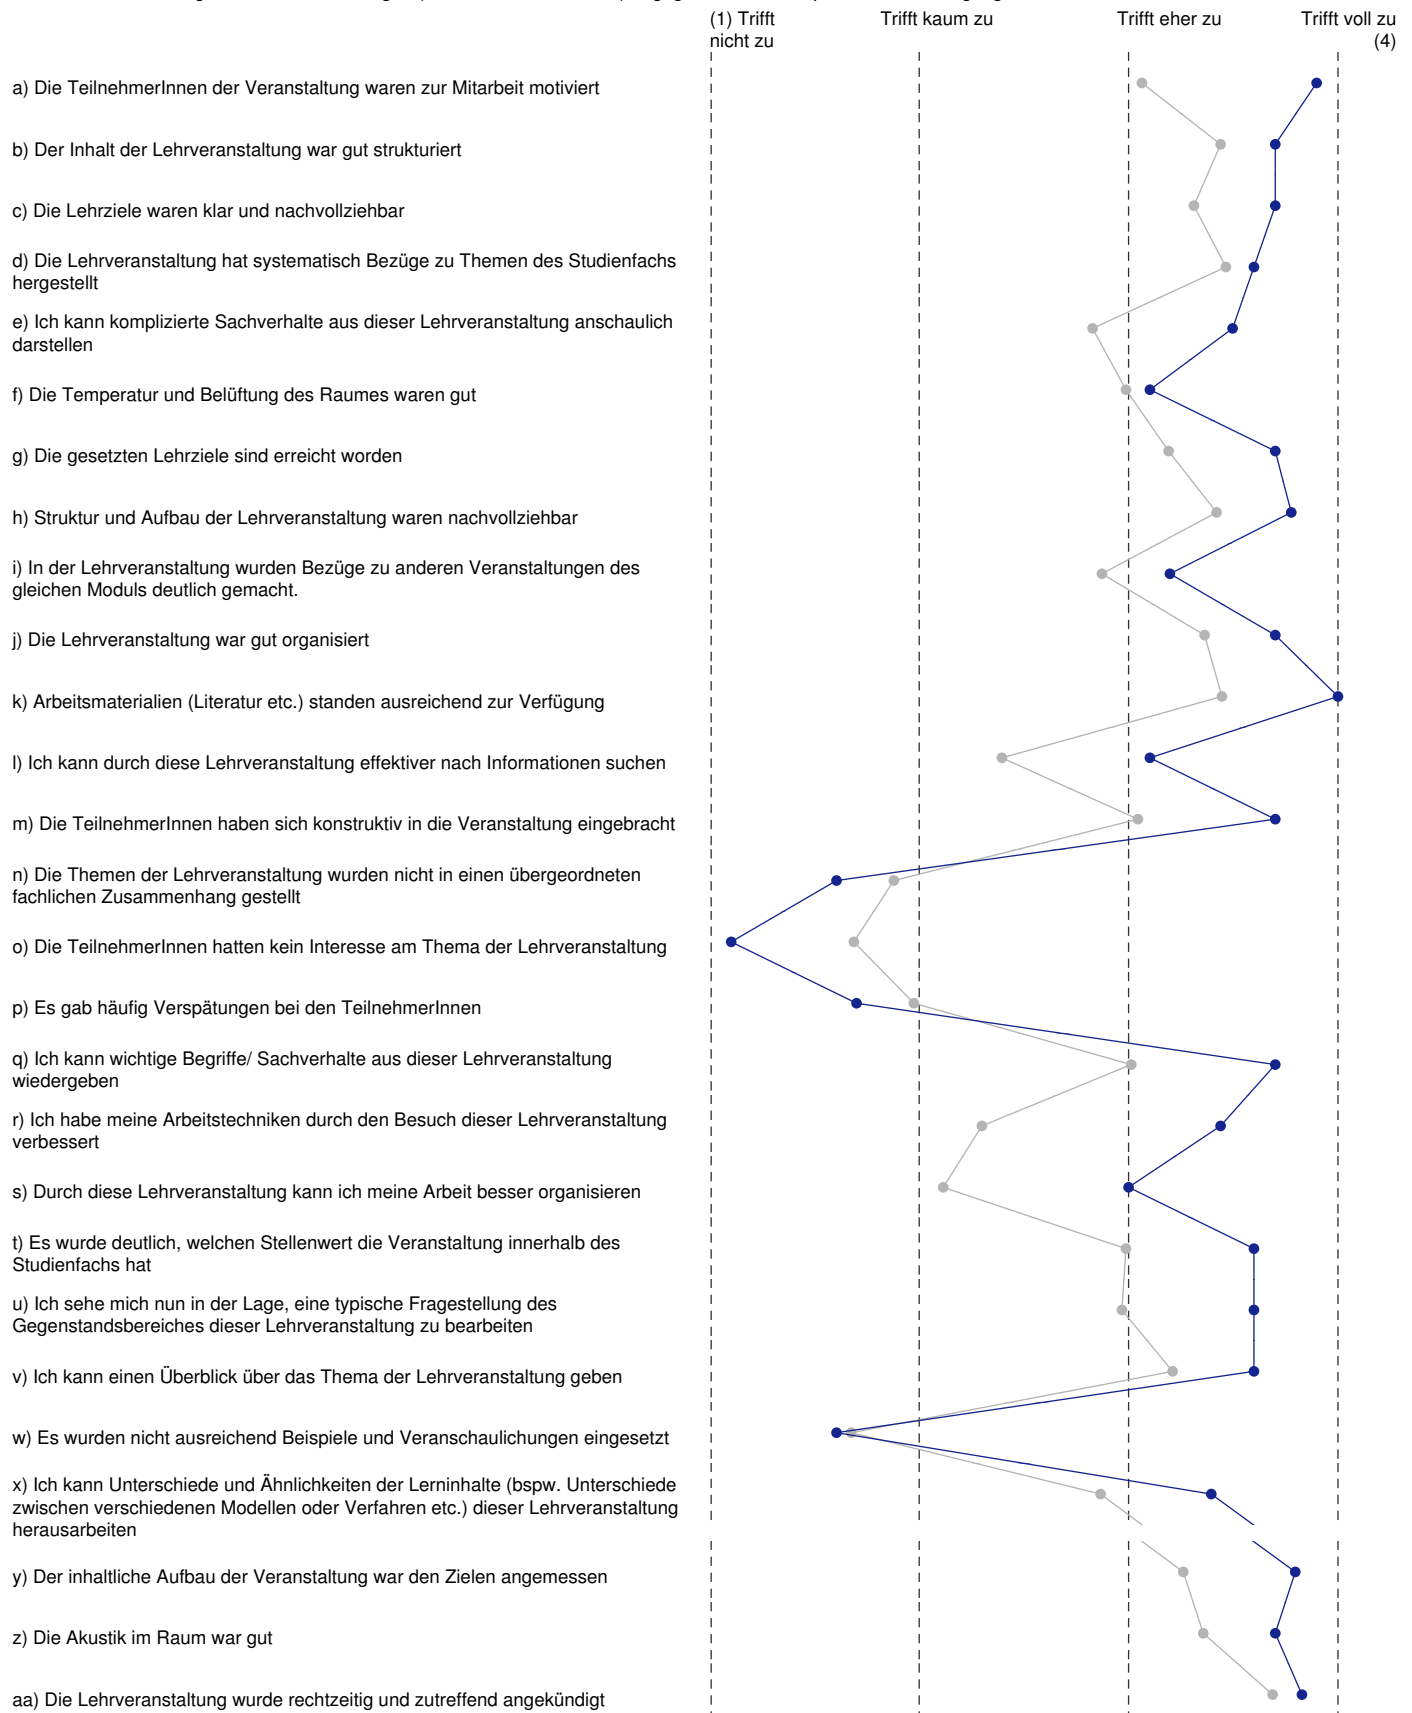 (1) Trifft
nicht zu
Trifft kaum zu
Trifft eher zu
Trifft voll zu
(4)
a) Die TeilnehmerInnen der Veranstaltung waren zur Mitarbeit motiviert
b) Der Inhalt der Lehrveranstaltung war gut strukturiert
c) Die Lehrziele waren klar und nachvollziehbar
d) Die Lehrveranstaltung hat systematisch Bezüge zu Themen des Studienfachs
hergestellt
e) Ich kann komplizierte Sachverhalte aus dieser Lehrveranstaltung anschaulich
darstellen
f) Die Temperatur und Belüftung des Raumes waren gut
g) Die gesetzten Lehrziele sind erreicht worden
h) Struktur und Aufbau der Lehrveranstaltung waren nachvollziehbar
i) In der Lehrveranstaltung wurden Bezüge zu anderen Veranstaltungen des
gleichen Moduls deutlich gemacht.
j) Die Lehrveranstaltung war gut organisiert
k) Arbeitsmaterialien (Literatur etc.) standen ausreichend zur Verfügung
l) Ich kann durch diese Lehrveranstaltung effektiver nach Informationen suchen
m) Die TeilnehmerInnen haben sich konstruktiv in die Veranstaltung eingebracht
n) Die Themen der Lehrveranstaltung wurden nicht in einen übergeordneten
fachlichen Zusammenhang gestellt
o) Die TeilnehmerInnen hatten kein Interesse am Thema der Lehrveranstaltung
p) Es gab häufig Verspätungen bei den TeilnehmerInnen
q) Ich kann wichtige Begriffe/ Sachverhalte aus dieser Lehrveranstaltung
wiedergeben
r) Ich habe meine Arbeitstechniken durch den Besuch dieser Lehrveranstaltung
verbessert
s) Durch diese Lehrveranstaltung kann ich meine Arbeit besser organisieren
t) Es wurde deutlich, welchen Stellenwert die Veranstaltung innerhalb des
Studienfachs hat
u) Ich sehe mich nun in der Lage, eine typische Fragestellung des
Gegenstandsbereiches dieser Lehrveranstaltung zu bearbeiten
v) Ich kann einen Überblick über das Thema der Lehrveranstaltung geben
w) Es wurden nicht ausreichend Beispiele und Veranschaulichungen eingesetzt
x) Ich kann Unterschiede und Ähnlichkeiten der Lerninhalte (bspw. Unterschiede
zwischen verschiedenen Modellen oder Verfahren etc.) dieser Lehrveranstaltung
herausarbeiten
y) Der inhaltliche Aufbau der Veranstaltung war den Zielen angemessen
z) Die Akustik im Raum war gut
aa) Die Lehrveranstaltung wurde rechtzeitig und zutreffend angekündigt